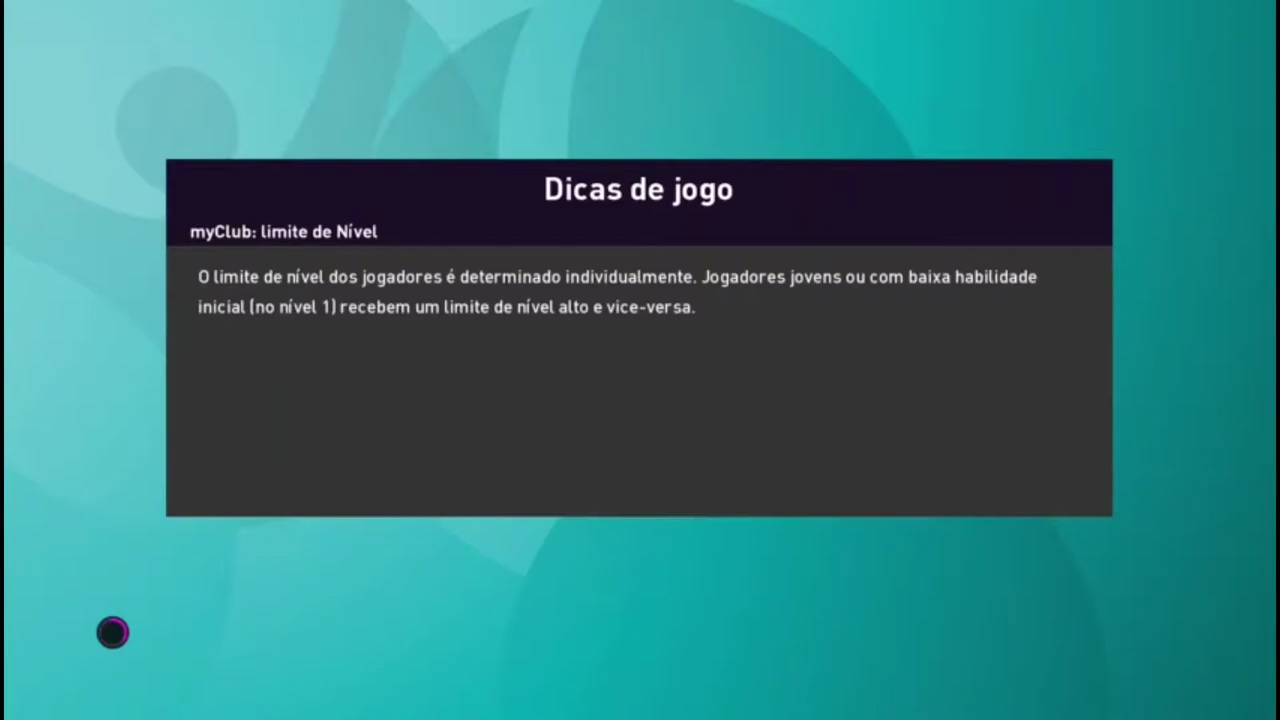 Dicas de jogo
myClub: limite de Nível
O limite de nível dos jogadores é determinado individualmente. Jogadores jovens ou com baixa habilidade
inicial (no nível 1) recebem um limite de nível alto e vice-versa.